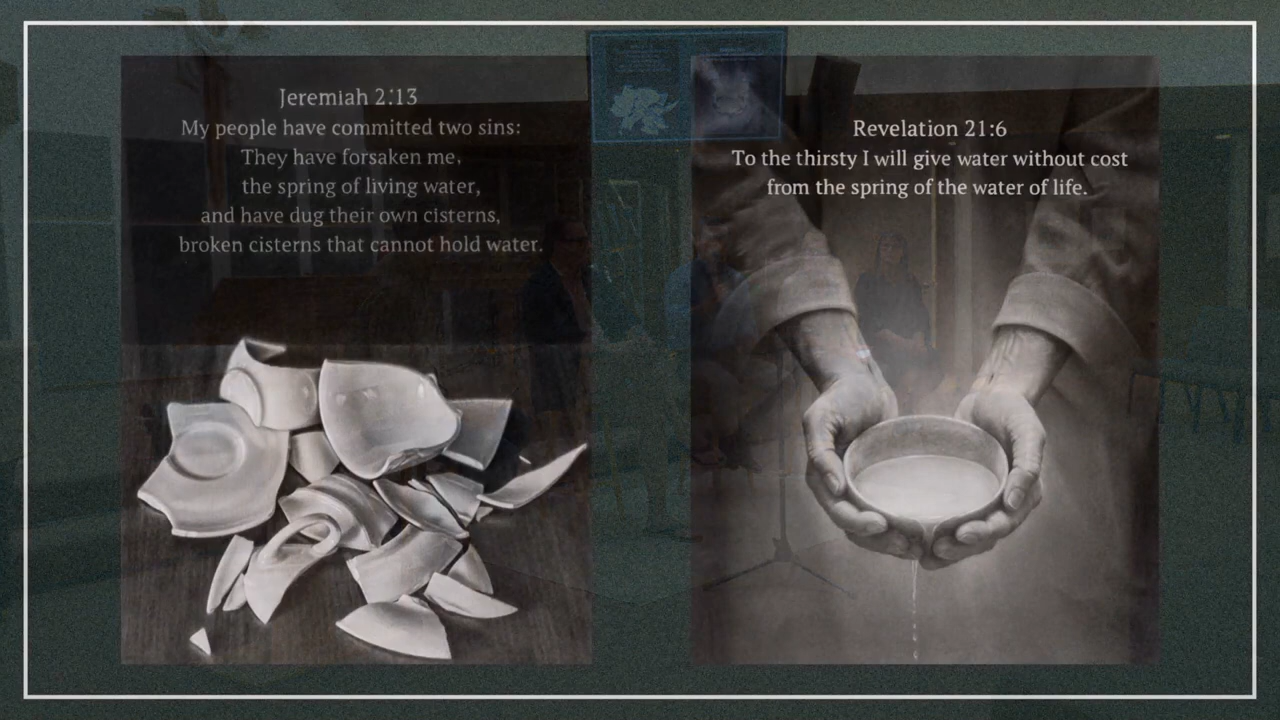 Jeremiah 2:13
My people have committed two sins:
They have forsaken me,
the spring of living water,
and have dug their own cisterns,
broken cisterns that cannot hold water.
Revelation 21:6
To the thirsty I will give water without cost
from the spring of the water of life.